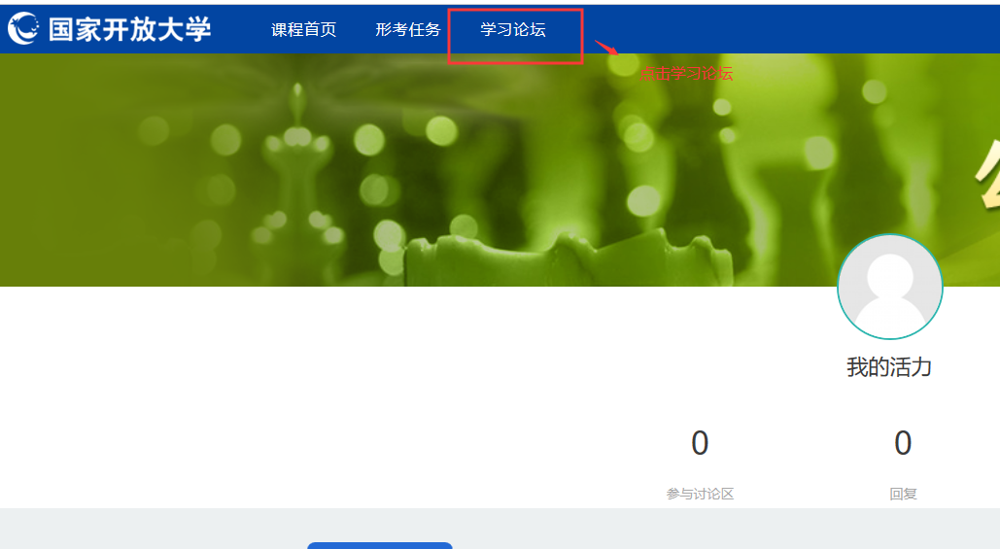 国家开放大学 课程首页 形考任务 学习论坛
点击学习论坛
我的活力
0 0
参与讨论区 回复